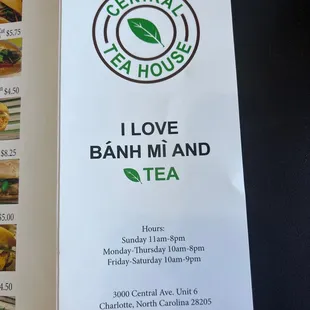 CENTRAL
TEA HOUSE
I LOVE
BÁNH MÌ AND
TEA
Hours:
Sunday 11am-8pm
Monday-Thursday 10am-8pm
Friday-Saturday 10am-9pm
3000 Central Ave. Unit 6
Charlotte, North Carolina 28205
$5.75
$4.50
$8.25
$5.00
4.50